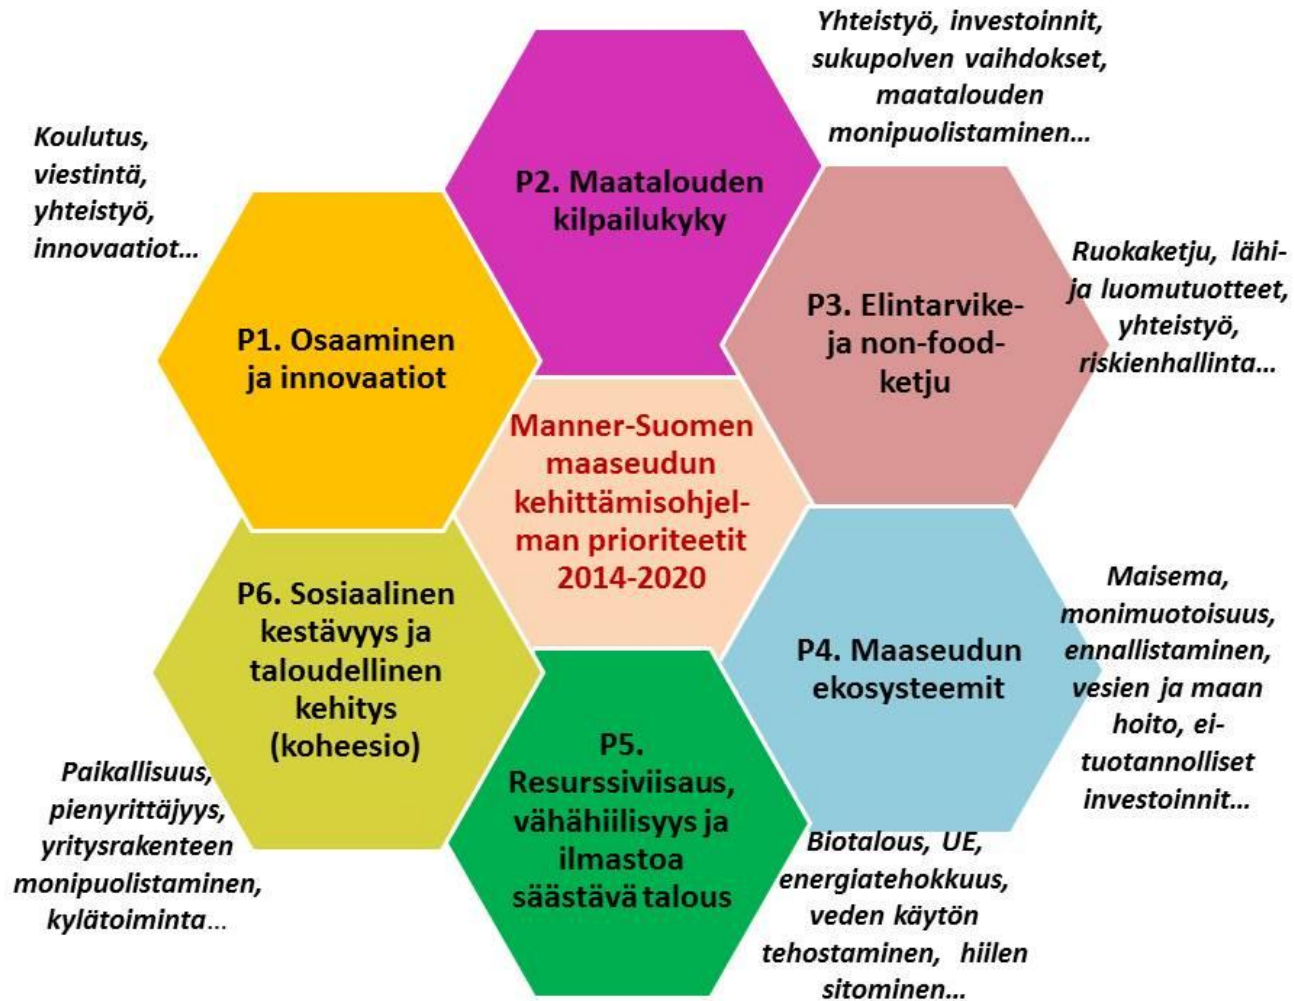 Yhteistyö, investoinnit,
sukupolven vaihdokset,
maatalouden
monipuolistaminen...
Koulutus,
viestintä,
yhteistyö,
innovaatiot...
P2. Maatalouden
kilpailukyky
P1. Osaaminen
ja innovaatiot
P3. Elintarvike-
ja non-food-
ketju
Ruokaketju, lähi-
ja luomutuotteet,
yhteistyö,
riskienhallinta...
Manner-Suomen
maaseudun
kehittämisohjel-
man prioriteetit
2014-2020
P6. Sosiaalinen
kestävyys ja
taloudellinen
kehitys
(koheesio)
Paikallisuus,
pienyrittäjyys,
yritysrakenteen
monipuolistaminen,
kylätoiminta...
P4. Maaseudun
ekosysteemit
Maisema,
monimuotoisuus,
ennallistaminen,
vesien ja maan
hoito, ei-
tuotannolliset
investoinnit...
P5.
Resurssiviisaus,
vähähiilisyys ja
ilmastoa
säästävä talous
Biotalous, UE,
energiatehokkuus,
veden käytön
tehostaminen, hiilen
sitominen...